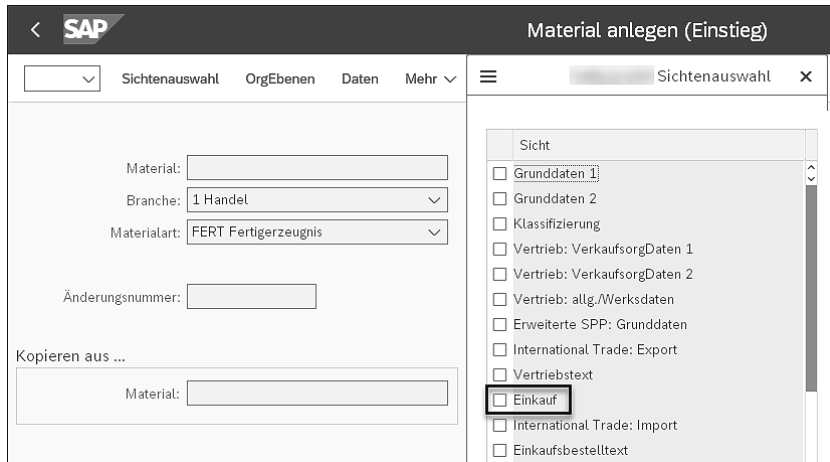 SAP
Material anlegen (Einstieg)
Sichtenauswahl OrgEbenen Daten Mehr
Sichtenauswahl
Material:
Branche: 1 Handel
Materialart: FERT Fertigerzeugnis
Änderungsnummer:
Kopieren aus ...
Material:
Sicht
Grunddaten 1
Grunddaten 2
Klassifizierung
Vertrieb: VerkaufsorgDaten 1
Vertrieb: VerkaufsorgDaten 2
Vertrieb: allg./Werksdaten
Erweiterte SPP: Grunddaten
International Trade: Export
Vertriebstext
Einkauf
International Trade: Import
Einkaufsbestelltext